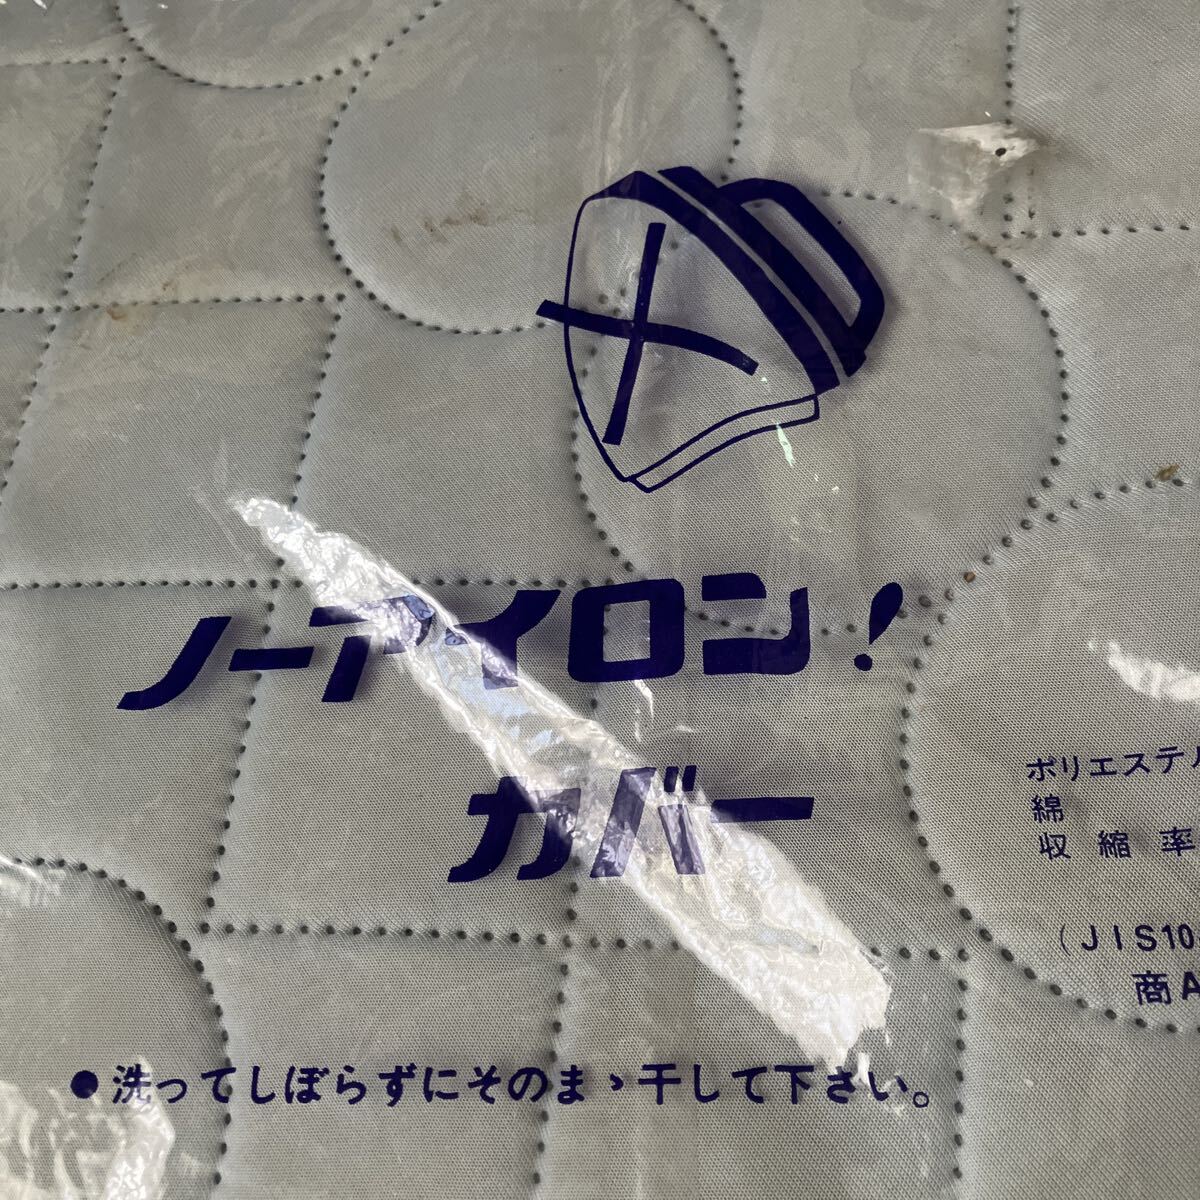 ノーアイロン!
カバー
ポリエステル
綿
収縮率
(JIS10
商A
●洗ってしぼらずにそのまゝ干して下さい。